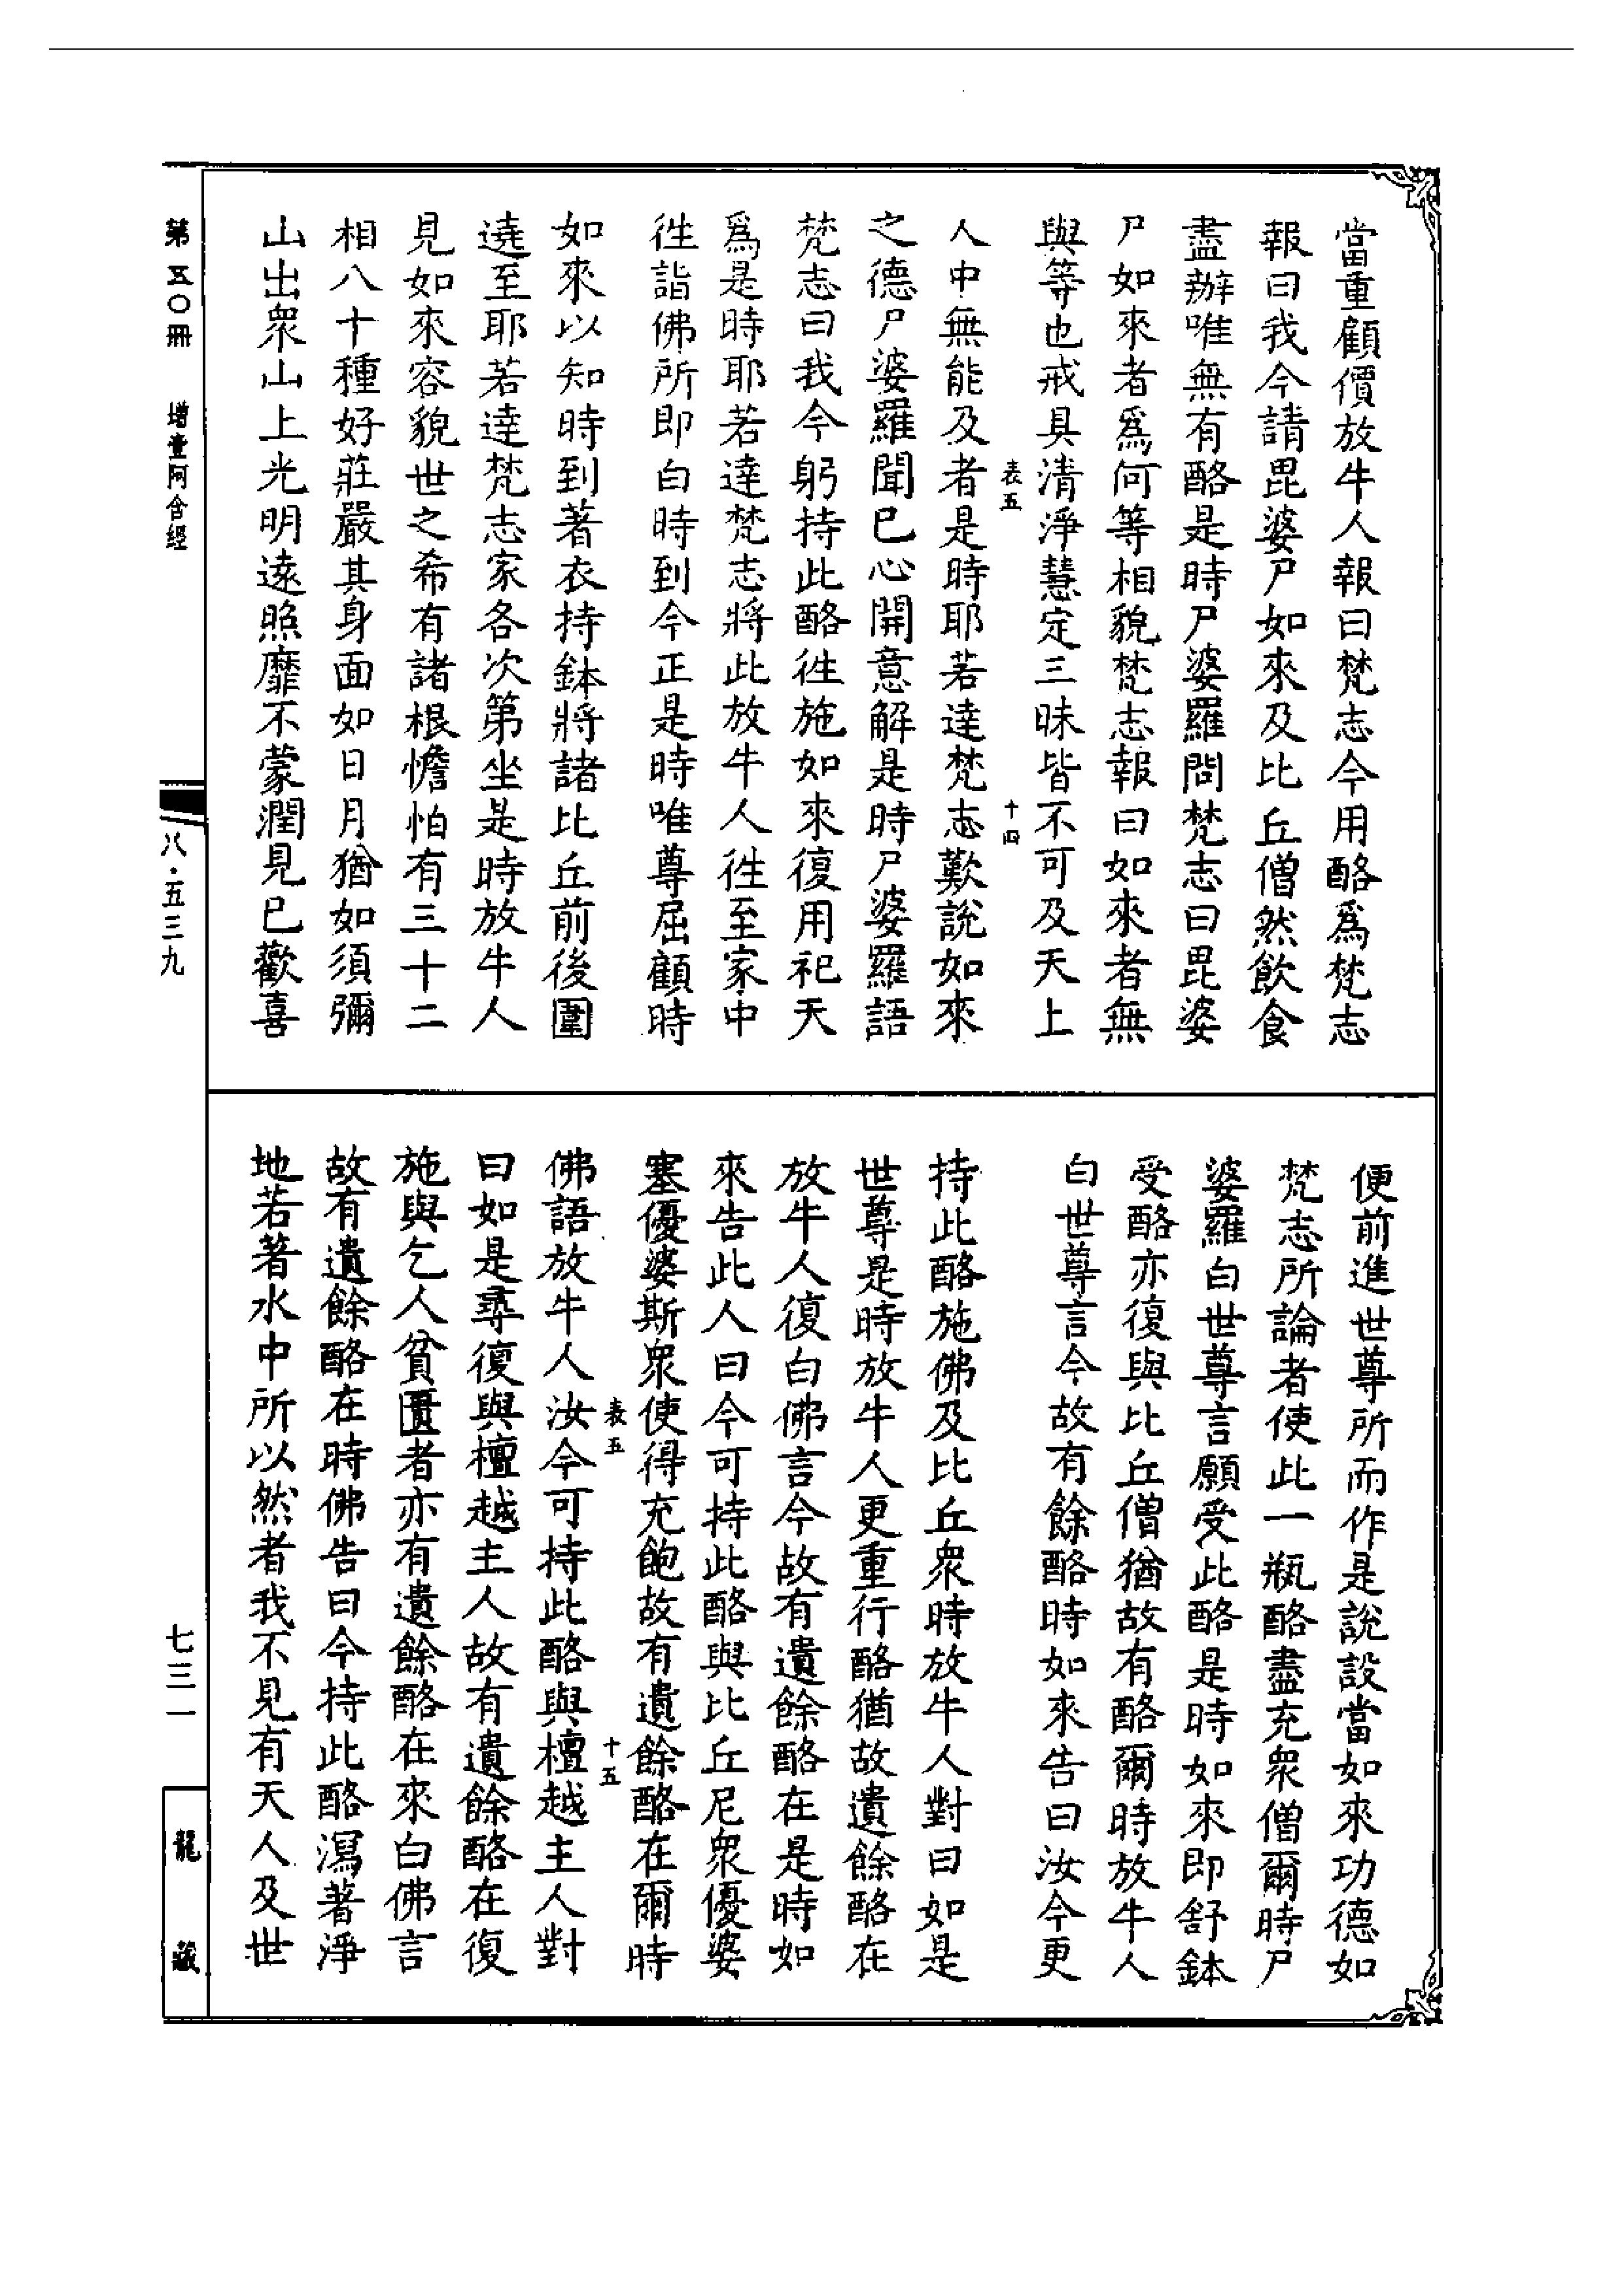 當重顧價放牛人報曰梵志今用酪爲梵志
報曰我今請毘婆尸如來及比丘僧然飲食
盡辦唯無有酪是時尸婆羅問梵志曰毘婆
尸如來者爲何等相貌梵志報曰如來者無
與等也戒具清淨慧定三昧皆不可及天上
表五 十四
人中無能及者是時耶若達梵志歎說如來
之德尸婆羅聞已心開意解是時尸婆羅語
梵志曰我今躬持此酪徃施如來復用祀天
爲是時耶若達梵志將此放牛人徃至家中
徃詣佛所即白時到今正是時唯尊屈顧時
如來以知時到著衣持鉢將諸比丘前後圍
遶至耶若達梵志家各次第坐是時放牛人
見如來容貌世之希有諸根憺怕有三十二
相八十種好莊嚴其身面如日月猶如須彌
山出眾山上光明遠照靡不蒙潤見已歡喜
便前進世尊所而作是說設當如來功德如
梵志所論者使此一瓶酪盡充眾僧爾時尸
婆羅白世尊言願受此酪是時如來即舒鉢
受酪亦復與比丘僧猶故有酪爾時放牛人
白世尊言今故有餘酪時如來告曰汝今更
持此酪施佛及比丘眾時放牛人對曰如是
世尊是時放牛人更重行酪猶故遺餘酪在
放牛人復白佛言今故有遺餘酪在是時如
來告此人曰今可持此酪與比丘尼眾優婆
塞優婆斯眾使得充飽故有遺餘酪在爾時
表五 十五
佛語放牛人汝今可持此酪與檀越主人對
曰如是尋復與檀越主人故有遺餘酪在復
施與乞人貧匱者亦有遺餘酪在來白佛言
故有遺餘酪在時佛告曰今持此酪瀉著淨
地若著水中所以然者我不見有天人及世
第五〇冊 增壹阿含經
八·五三九
七三一
龍藏